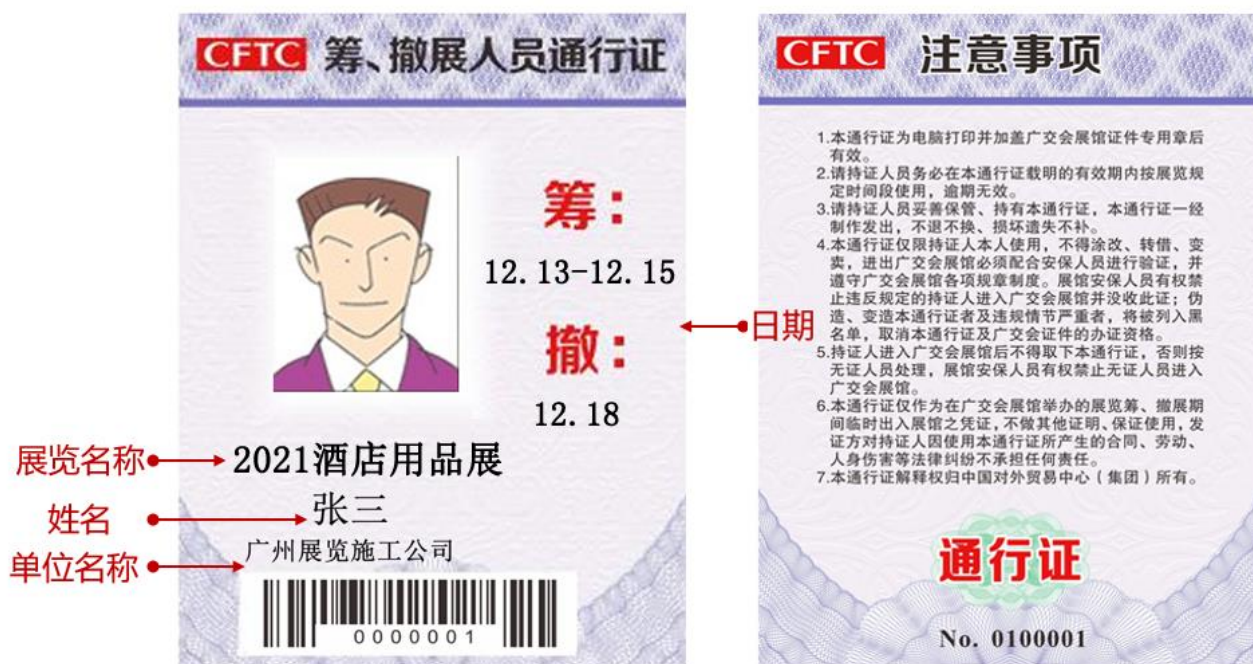 CFTC 筹、撤展人员通行证
筹：
12.13-12.15
撤：
12.18
日期
展览名称
2021酒店用品展
姓名
张三
单位名称
广州展览施工公司
0000001
CFTC 注意事项
1.本通行证为电脑打印并加盖广交会展馆证件专用章后
有效。
2.请持证人员务必在本通行证载明的有效期内按展览规
定时间段使用，逾期无效。
3.请持证人员妥善保管、持有本通行证，本通行证一经
制作发出，不退不换、损坏遗失不补。
4.本通行证仅限持证人本人使用，不得涂改、转借、变
卖，进出广交会展馆必须配合安保人员进行验证，并
遵守广交会展馆各项规章制度。展馆安保人员有权禁
止违反规定的持证人进入广交会展馆并没收此证；伪
造、变造本通行证者及违规情节严重者，将被列入黑
名单，取消本通行证及广交会证件的办证资格。
5.持证人进入广交会展馆后不得取下本通行证，否则按
无证人员处理，展馆安保人员有权禁止无证人员进入
广交会展馆。
6.本通行证仅作为在广交会展馆举办的展览筹、撤展期
间临时出入展馆之凭证，不做其他证明、保证使用，发
证方对持证人因使用本通行证所产生的合同、劳动、
人身伤害等法律纠纷不承担任何责任。
7.本通行证解释权归中国对外贸易中心（集团）所有。
通行证
No. 0100001